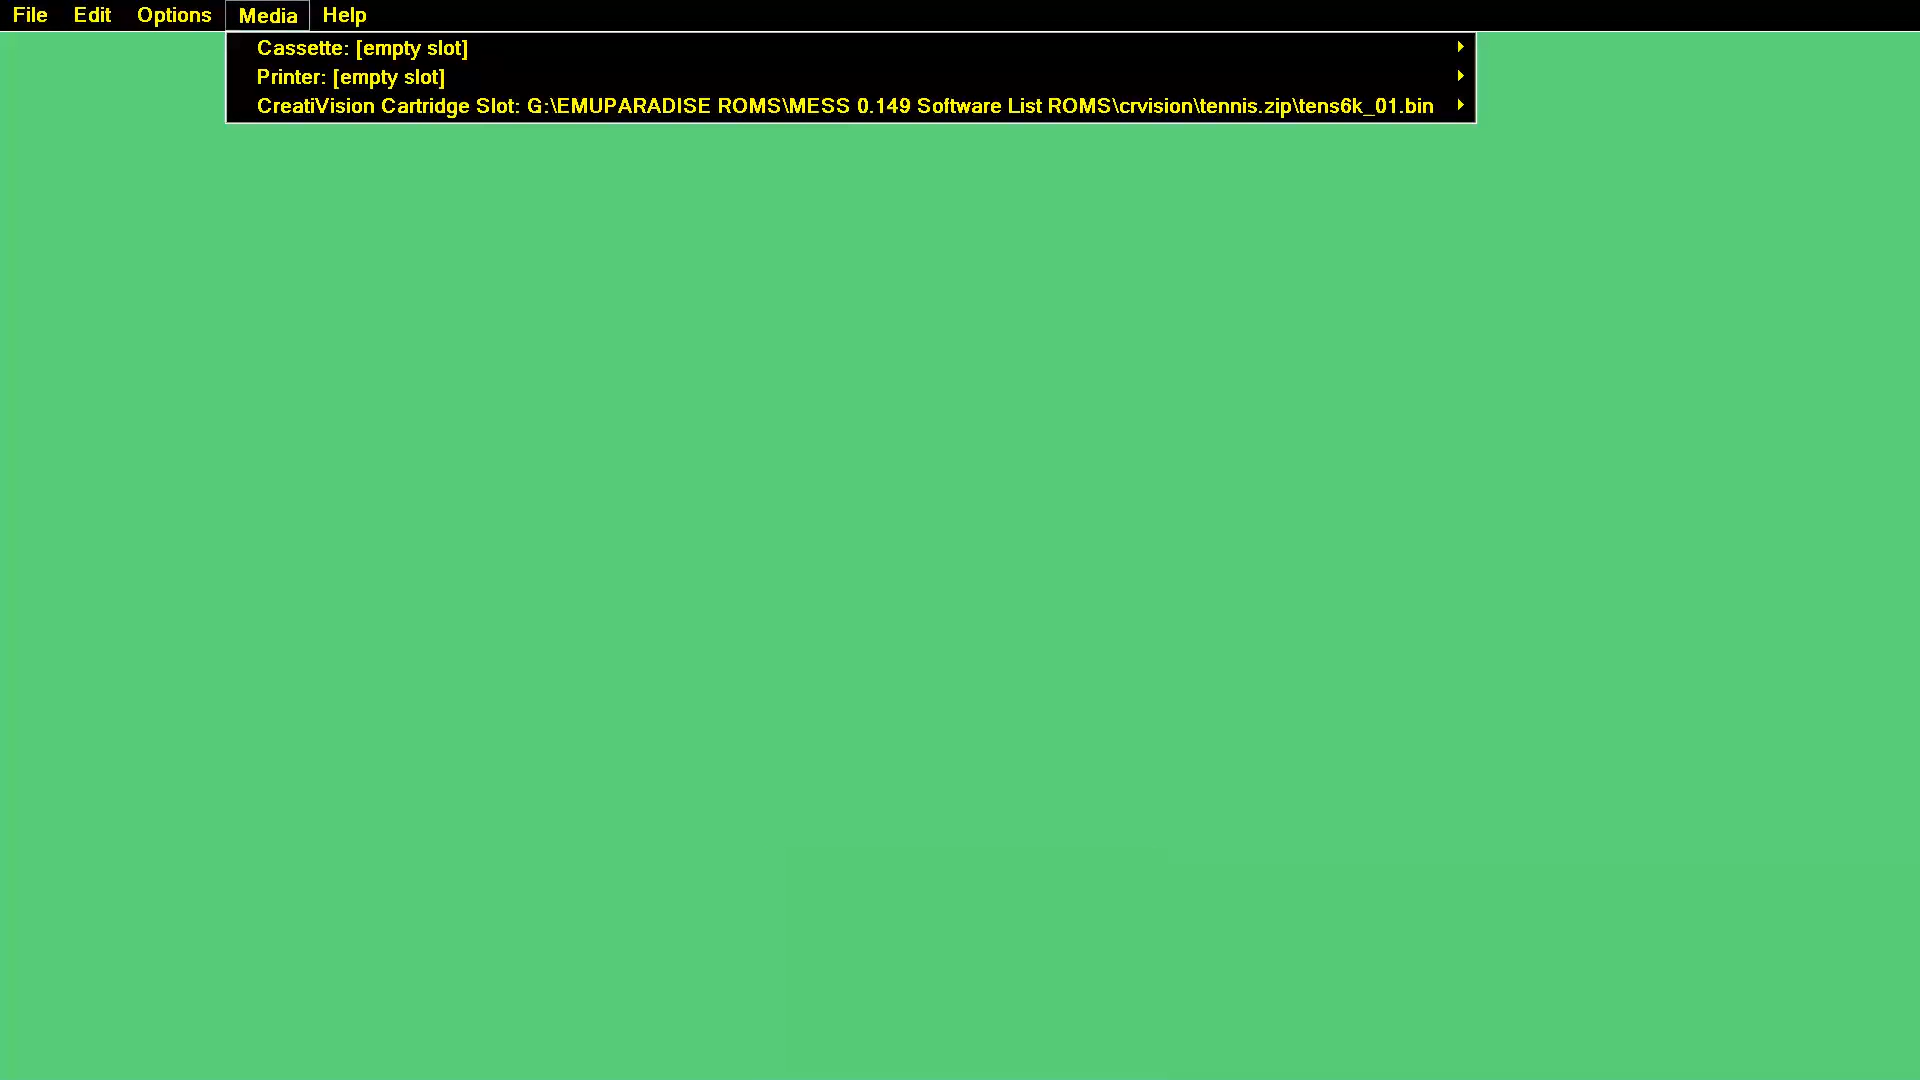 File Edit Options Media Help
Cassette: [empty slot]
Printer: [empty slot]
CreatiVision Cartridge Slot: G:\EMUPARADISE ROMS\MESS 0.149 Software List ROMS\crvision\tennis.zip\tens6k_01.bin